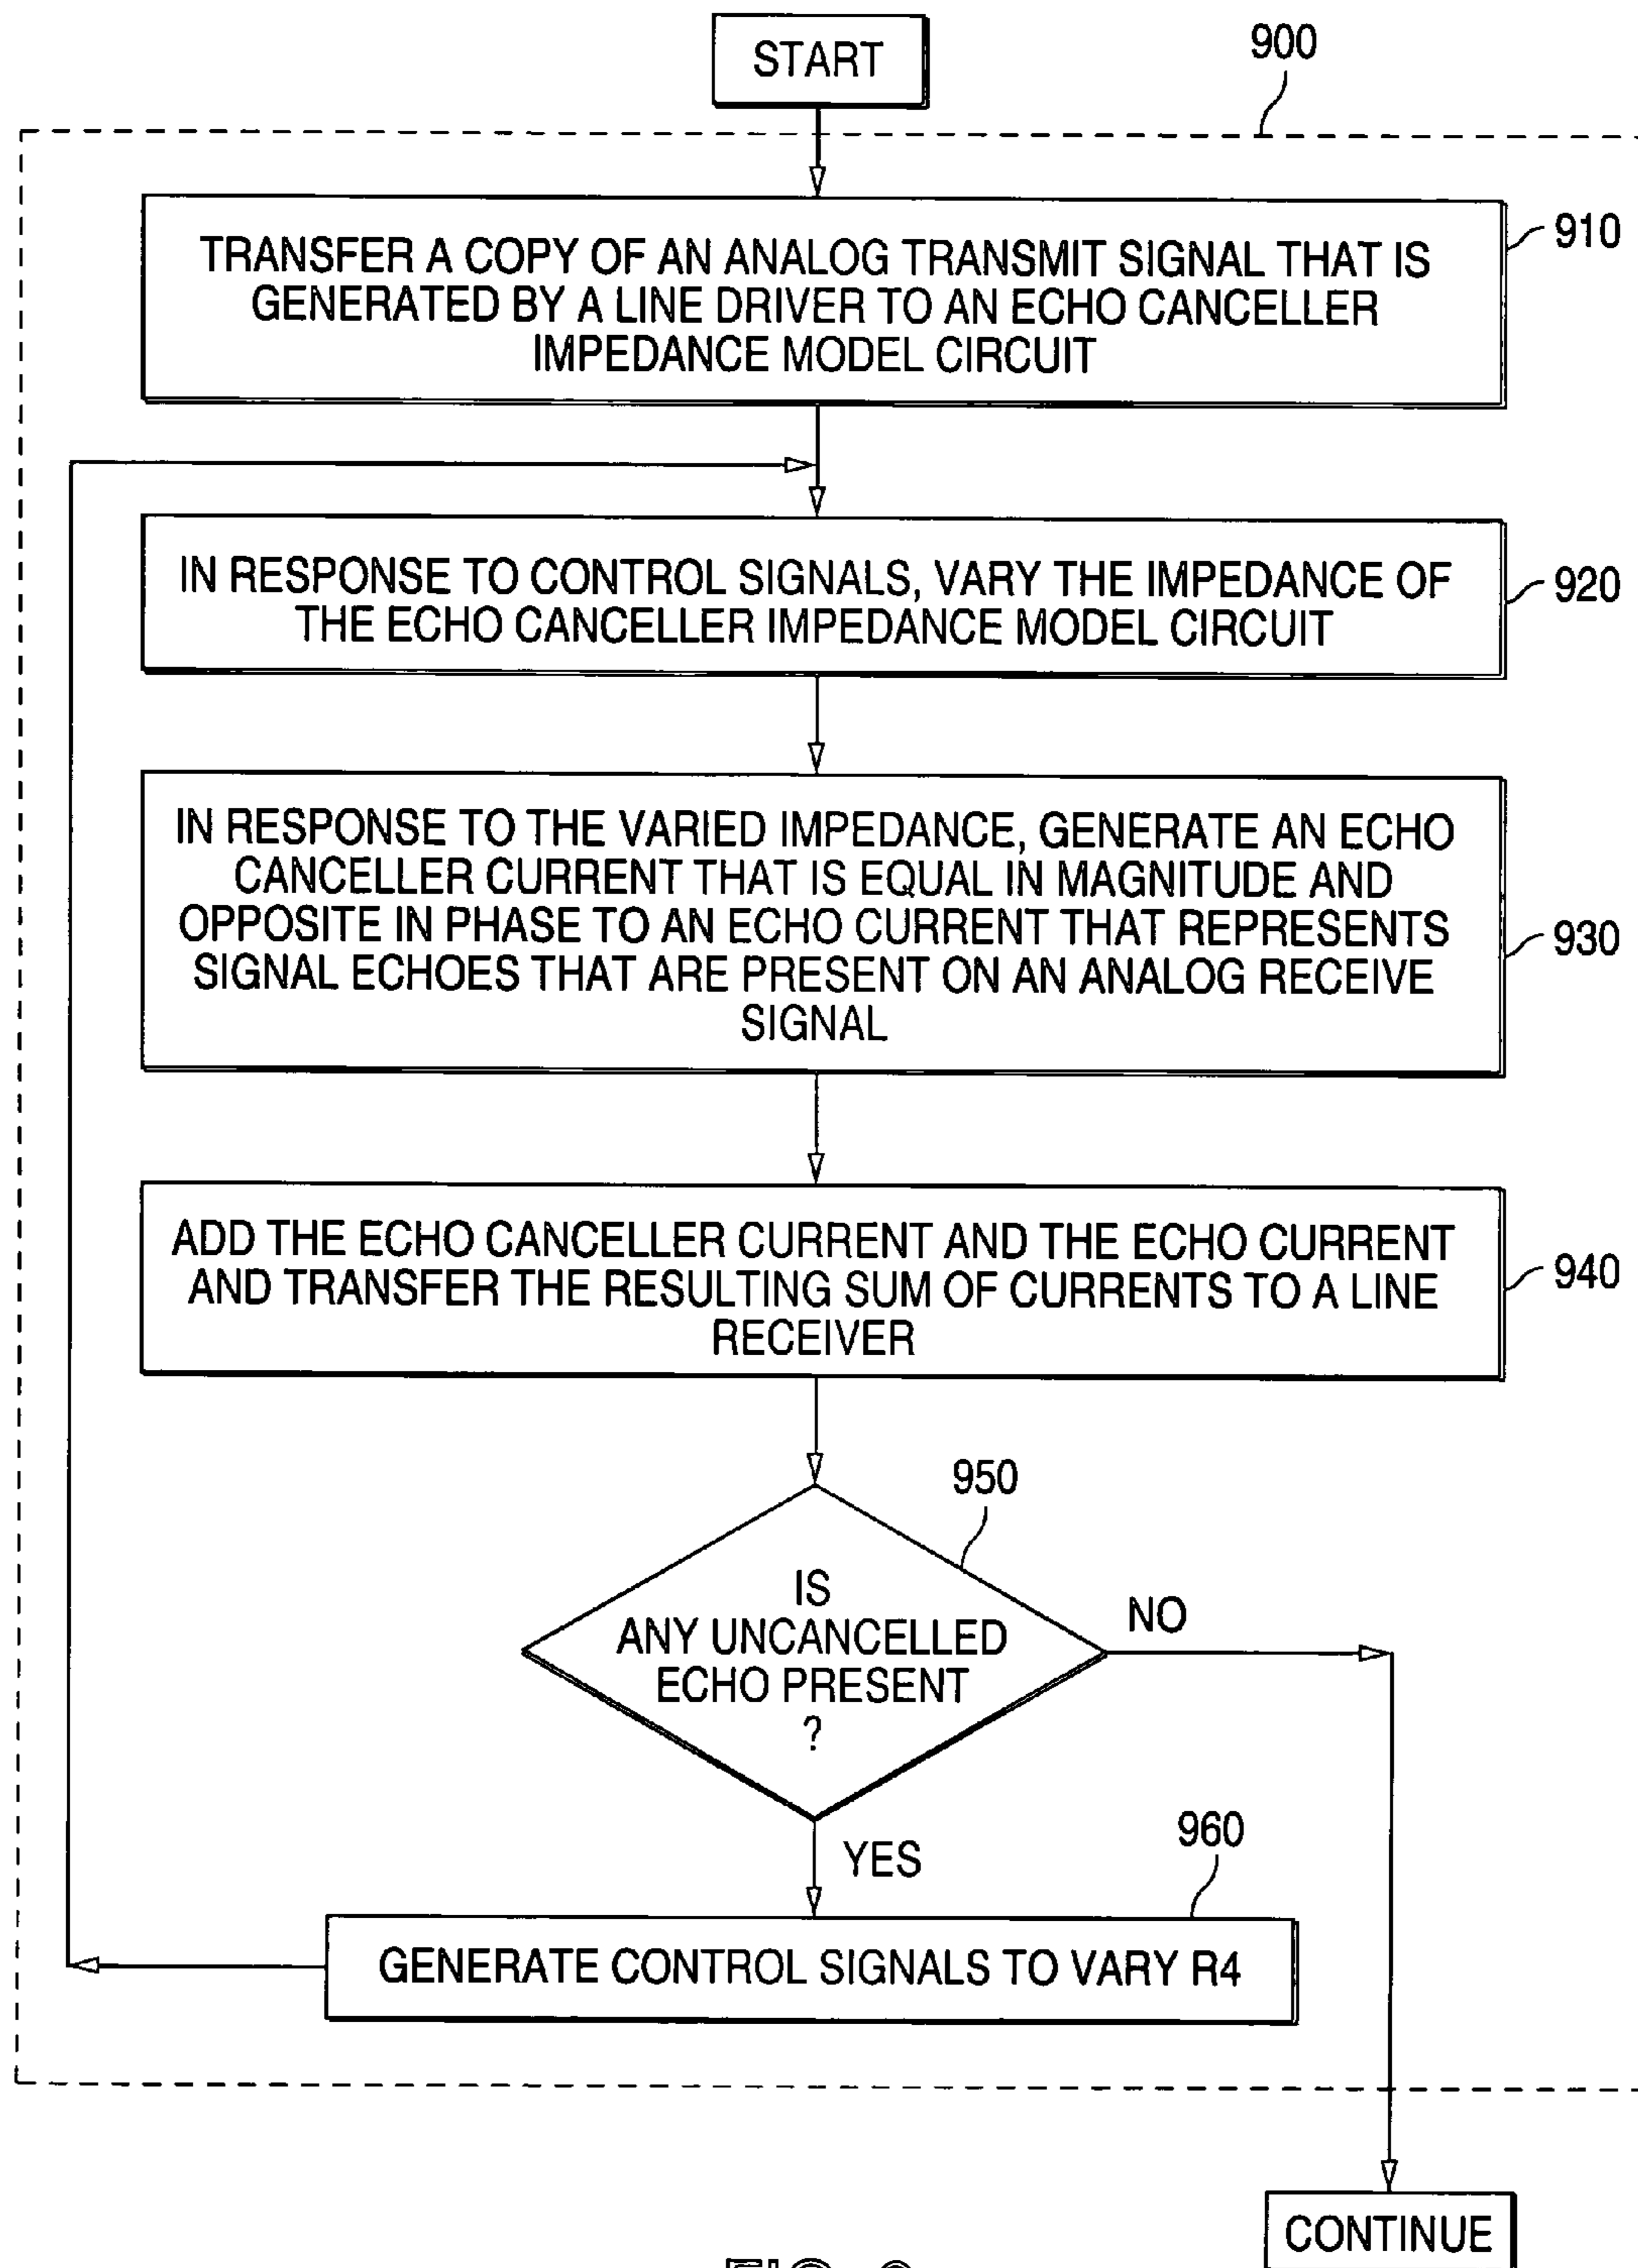 START
900
TRANSFER A COPY OF AN ANALOG TRANSMIT SIGNAL THAT IS
GENERATED BY A LINE DRIVER TO AN ECHO CANCELLER
IMPEDANCE MODEL CIRCUIT
910
IN RESPONSE TO CONTROL SIGNALS, VARY THE IMPEDANCE OF
THE ECHO CANCELLER IMPEDANCE MODEL CIRCUIT
920
IN RESPONSE TO THE VARIED IMPEDANCE, GENERATE AN ECHO
CANCELLER CURRENT THAT IS EQUAL IN MAGNITUDE AND
OPPOSITE IN PHASE TO AN ECHO CURRENT THAT REPRESENTS
SIGNAL ECHOES THAT ARE PRESENT ON AN ANALOG RECEIVE
SIGNAL
930
ADD THE ECHO CANCELLER CURRENT AND THE ECHO CURRENT
AND TRANSFER THE RESULTING SUM OF CURRENTS TO A LINE
RECEIVER
940
950
IS
ANY UNCANCELLED
ECHO PRESENT
?
NO
YES
960
GENERATE CONTROL SIGNALS TO VARY R4
CONTINUE